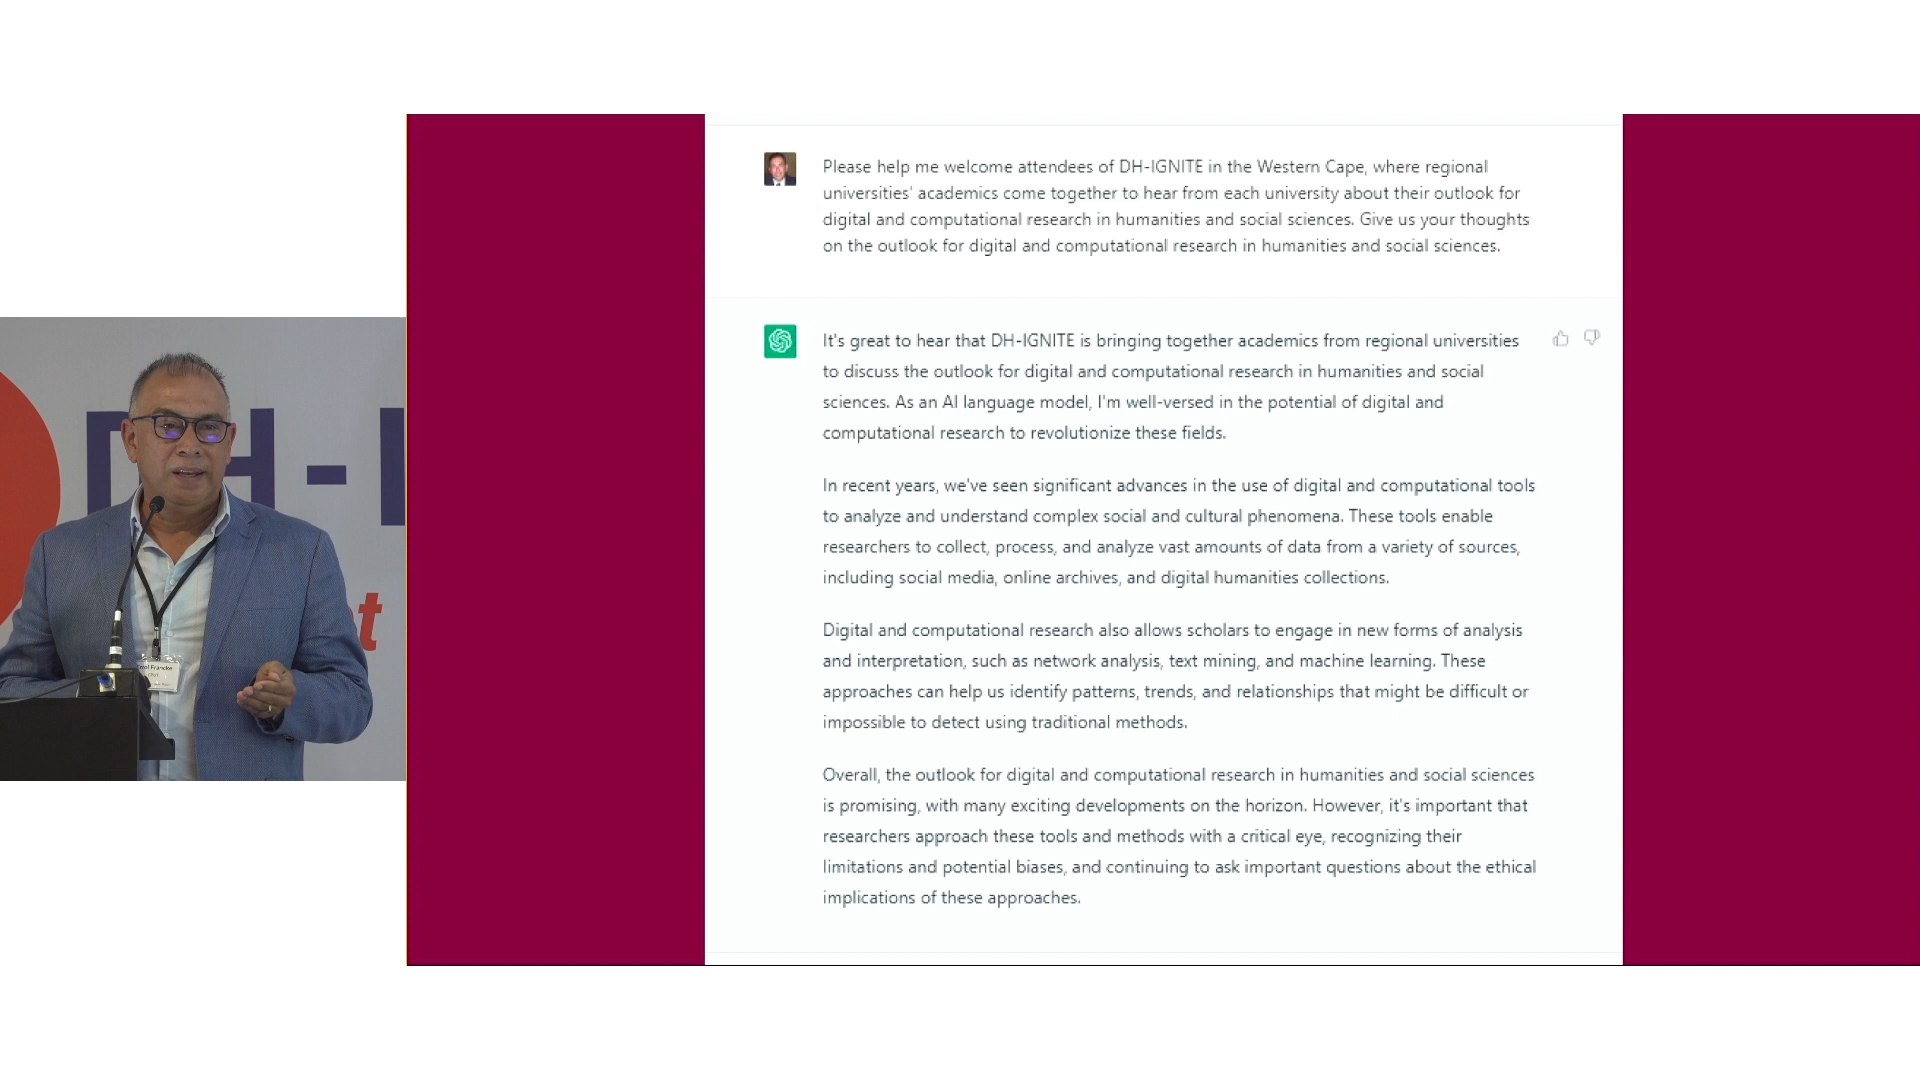 Please help me welcome attendees of DH-IGNITE in the Western Cape, where regional
universities' academics come together to hear from each university about their outlook for
digital and computational research in humanities and social sciences. Give us your thoughts
on the outlook for digital and computational research in humanities and social sciences.
It's great to hear that DH-IGNITE is bringing together academics from regional universities
to discuss the outlook for digital and computational research in humanities and social
sciences. As an AI language model, I'm well-versed in the potential of digital and
computational research to revolutionize these fields.
In recent years, we've seen significant advances in the use of digital and computational tools
to analyze and understand complex social and cultural phenomena. These tools enable
researchers to collect, process, and analyze vast amounts of data from a variety of sources,
including social media, online archives, and digital humanities collections.
Digital and computational research also allows scholars to engage in new forms of analysis
and interpretation, such as network analysis, text mining, and machine learning. These
approaches can help us identify patterns, trends, and relationships that might be difficult or
impossible to detect using traditional methods.
Overall, the outlook for digital and computational research in humanities and social sciences
is promising, with many exciting developments on the horizon. However, it's important that
researchers approach these tools and methods with a critical eye, recognizing their
limitations and potential biases, and continuing to ask important questions about the ethical
implications of these approaches.
DH-I
t
Francke